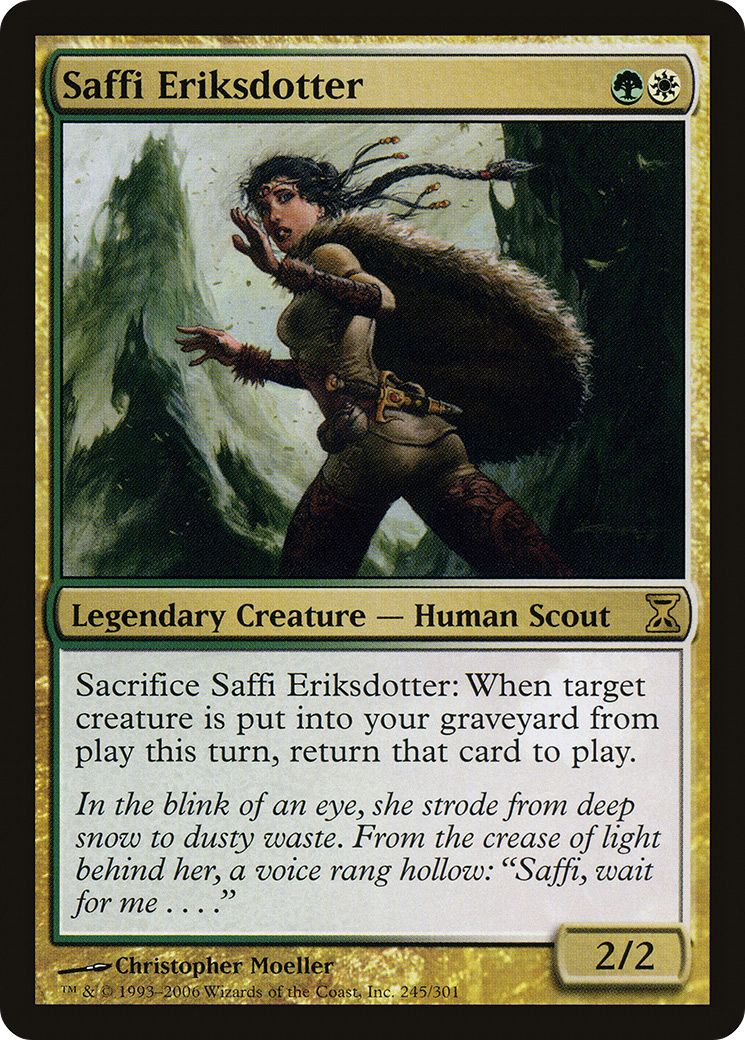 Saffi Eriksdotter
Legendary Creature — Human Scout
Sacrifice Saffi Eriksdotter: When target
creature is put into your graveyard from
play this turn, return that card to play.
In the blink of an eye, she strode from deep
snow to dusty waste. From the crease of light
behind her, a voice rang hollow: “Saffi, wait
for me . . . .”
2/2
Christopher Moeller
™ & © 1993–2006 Wizards of the Coast, Inc. 245/301